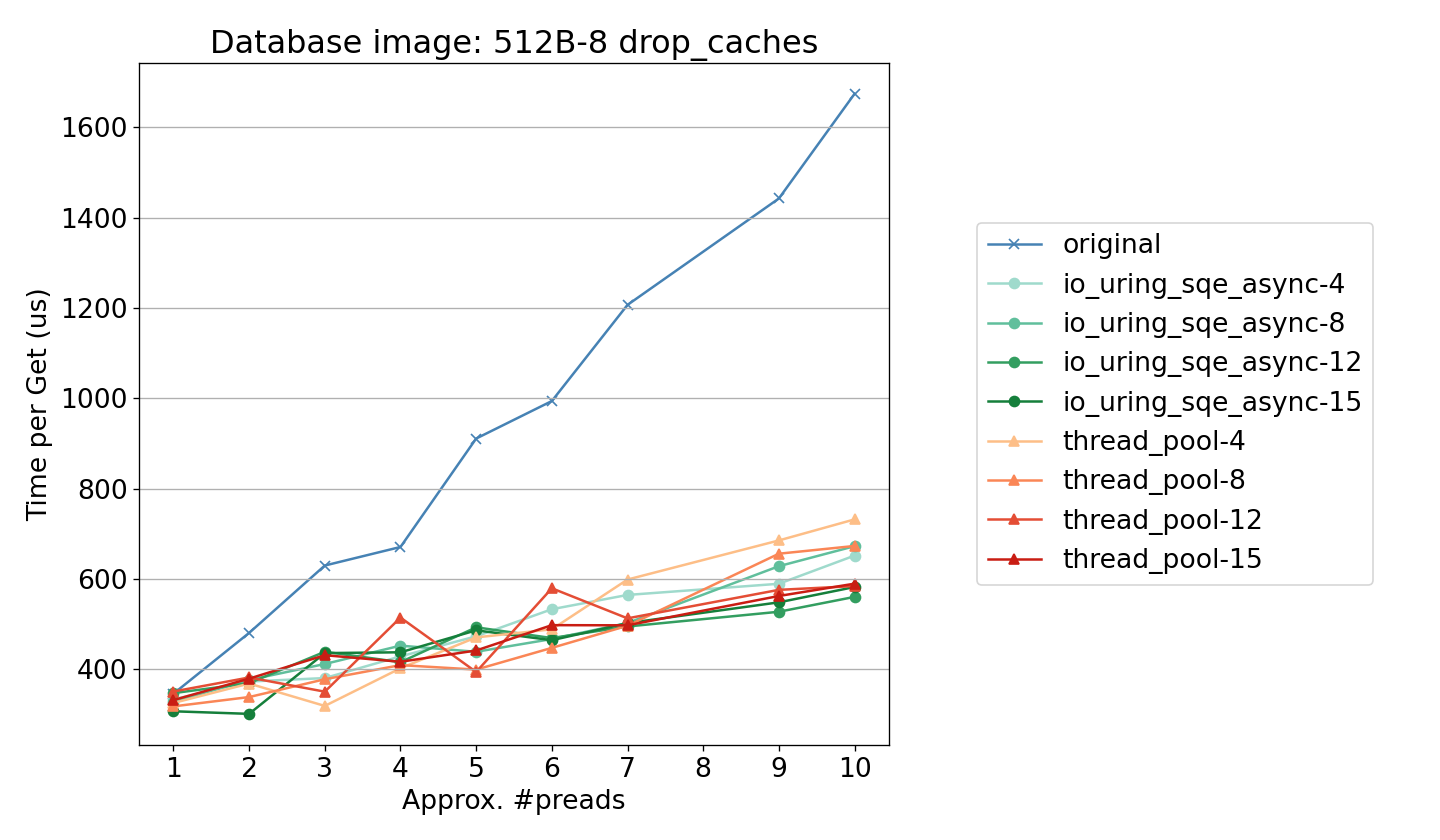 Database image: 512B-8 drop_caches
1600
1400
1200
1000
800
600
400
Time per Get (us)
1 2 3 4 5 6 7 8 9 10
Approx. #preads
original
io_uring_sqe_async-4
io_uring_sqe_async-8
io_uring_sqe_async-12
io_uring_sqe_async-15
thread_pool-4
thread_pool-8
thread_pool-12
thread_pool-15